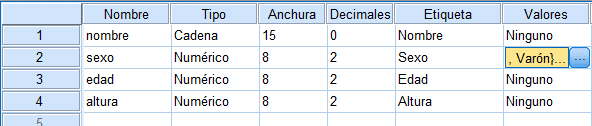 Nombre Tipo Anchura Decimales Etiqueta Valores
1 nombre Cadena 15 0 Nombre Ninguno
2 sexo Numérico 8 2 Sexo , Varón}... ...
3 edad Numérico 8 2 Edad Ninguno
4 altura Numérico 8 2 Altura Ninguno
5